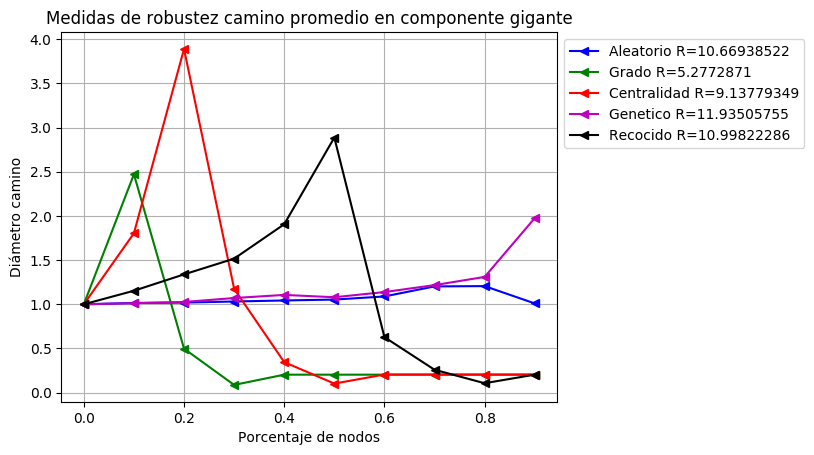 Medidas de robustez camino promedio en componente gigante
4.0
3.5
3.0
2.5
2.0
1.5
1.0
0.5
0.0
Diámetro camino
0.0 0.2 0.4 0.6 0.8
Porcentaje de nodos
Aleatorio R=10.66938522
Grado R=5.2772871
Centralidad R=9.13779349
Genetico R=11.93505755
Recocido R=10.99822286